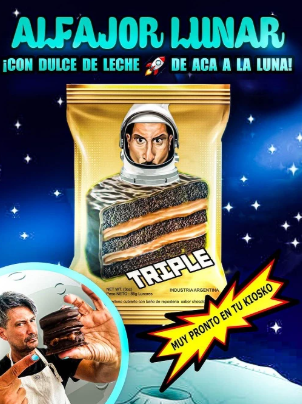 ALFAJOR LUNAR
¡CON DULCE DE LECHE 🚀 DE ACA A LA LUNA!
TRIPLE
INDUSTRIA ARGENTINA
MUY PRONTO EN TU KIOSKO